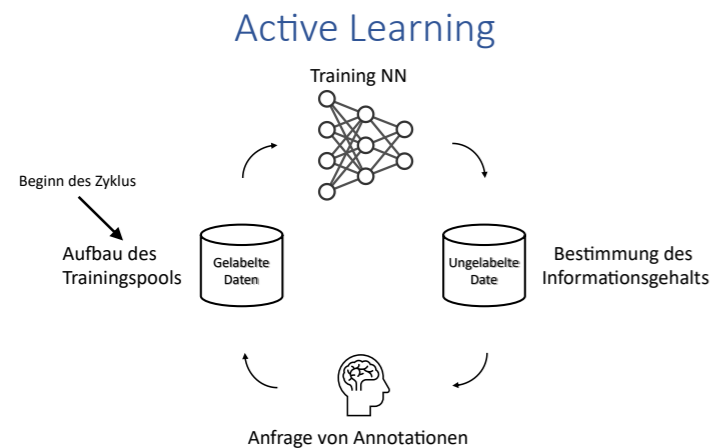 Active Learning
Training NN
Beginn des Zyklus
Aufbau des
Trainingspools
Gelabelte
Daten
Ungelabelte
Date
Bestimmung des
Informationsgehalts
Anfrage von Annotationen